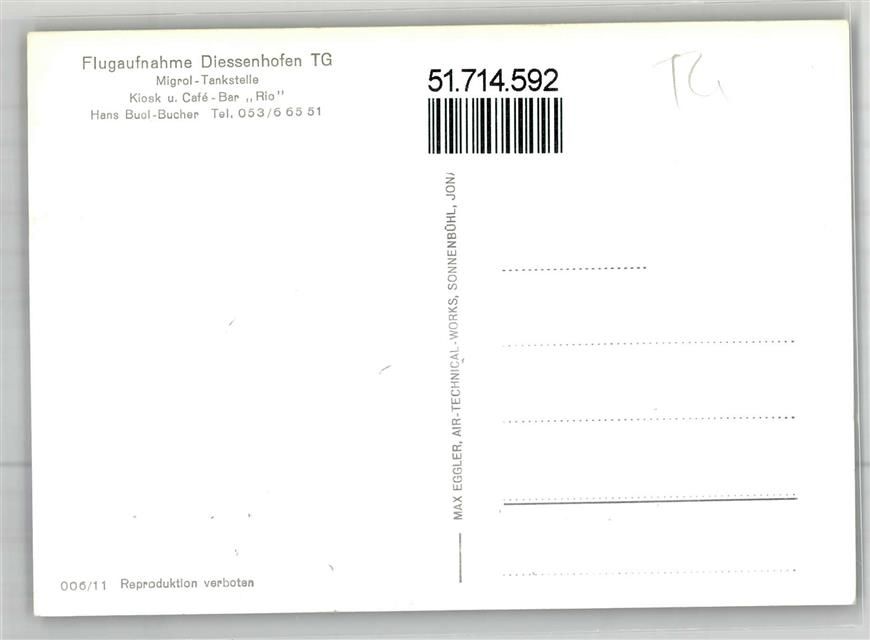 Flugaufnahme Diessenhofen TG
Migrol-Tankstelle
Kiosk u. Café-Bar „Rio”
Hans Buol-Bucher Tel. 053/6 65 51
51.714.592
TG
MAX EGGLER, AIR-TECHNICAL-WORKS, SONNENBÜHL,
006/11 Reproduktion verboten